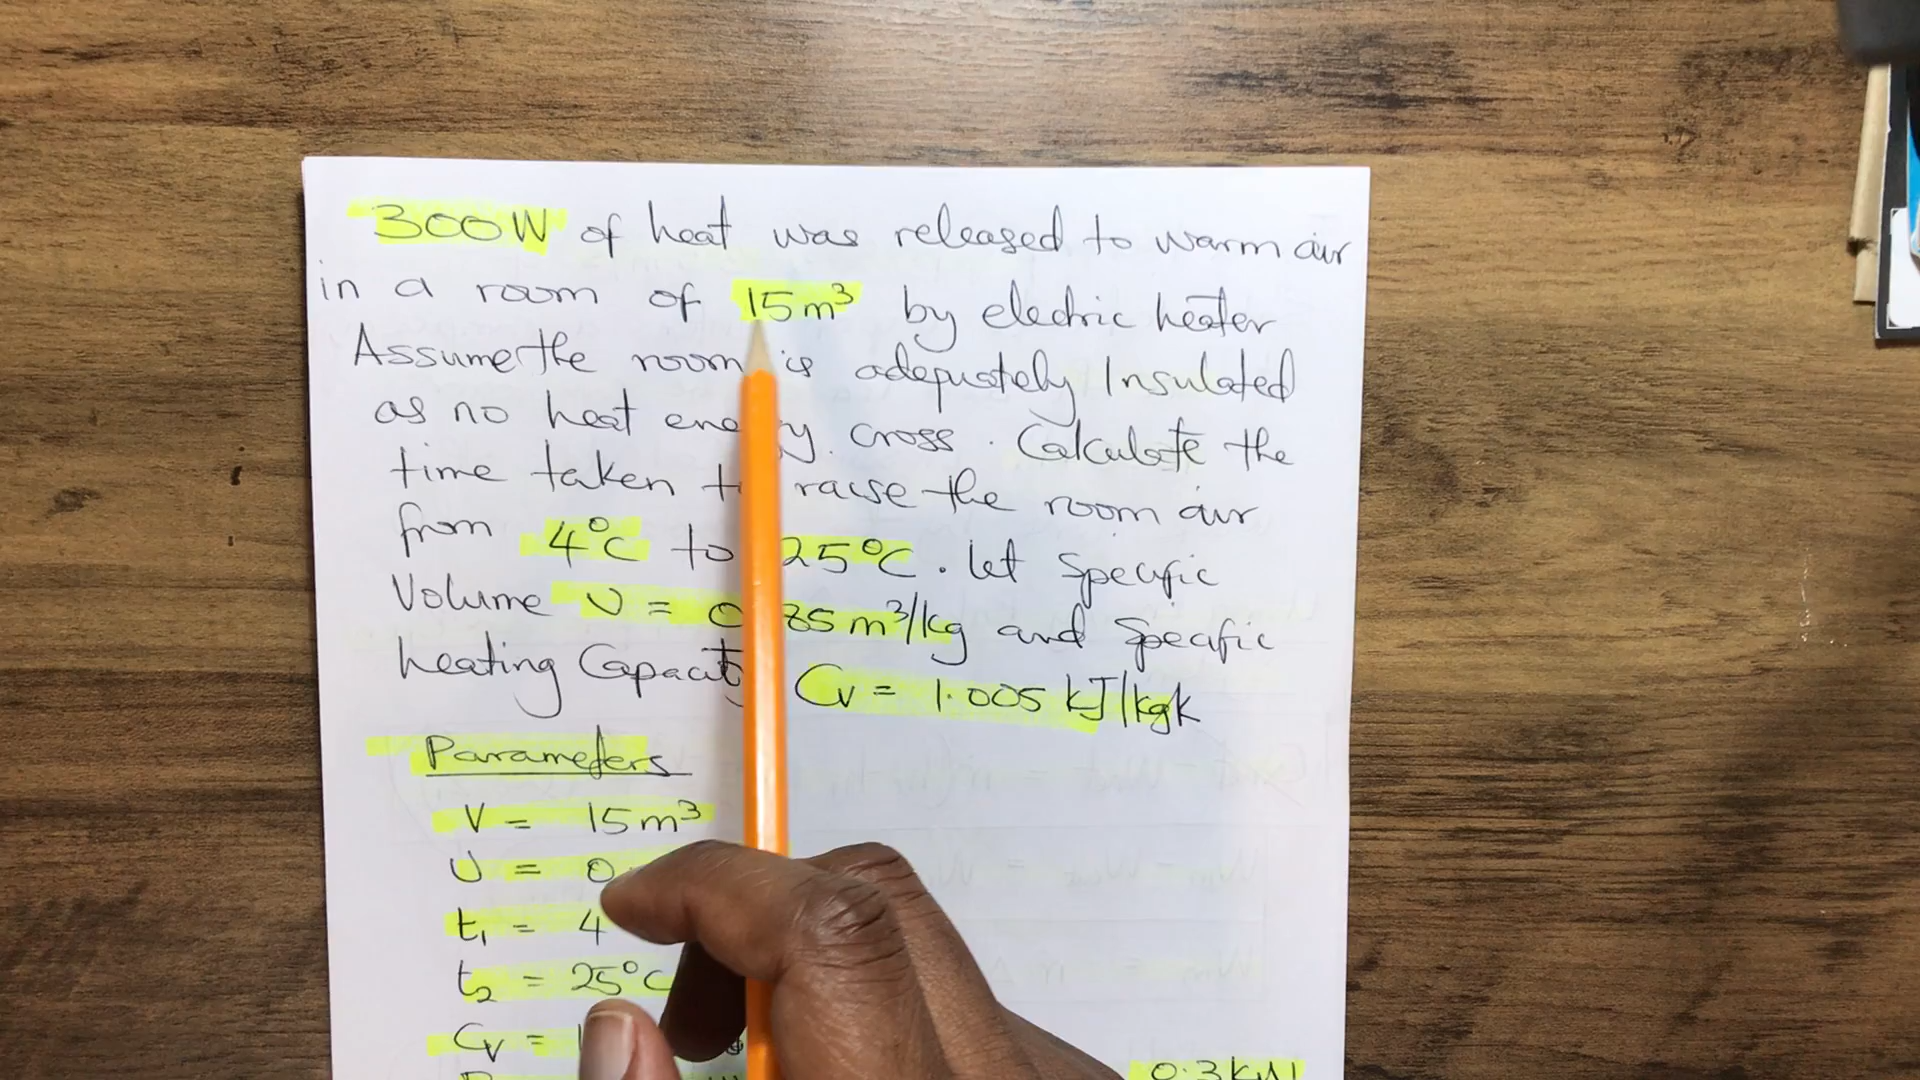 300W of heat was released to warm air
in a room of 15m³ by electric heater
Assume the room is adequately Insulated
as no heat cross. Calculate the
time taken raise the room air
from 4°C to 25°C. let Specific
Volume υ = 85 m³/kg and Specific
heating Cv = 1.005 kJ/kgk
Parameters
V = 15m³
υ = 0
t₁ = 4
t₂ = 25°C
Cv = 1
0.3kW